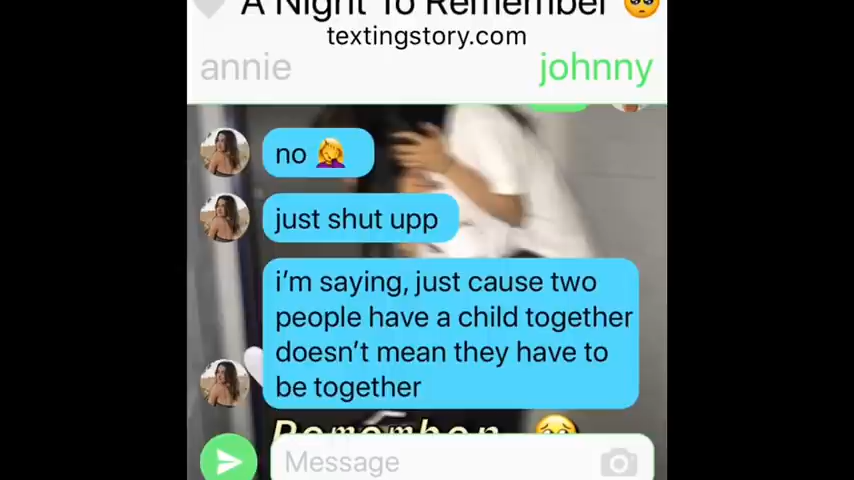 A Night To Remember 🥺
textingstory.com
annie
johnny
no 🤦‍♀️
just shut upp
i'm saying, just cause two
people have a child together
doesn't mean they have to
be together
Remember 🥺
Message